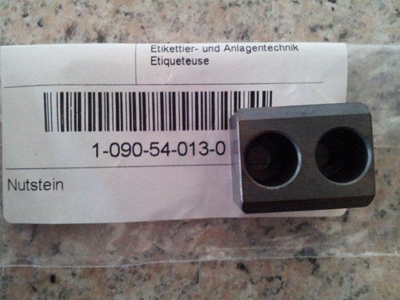 Etikettier- und Anlagentechnik
Etiqueteuse
1-090-54-013-0
Nutstein